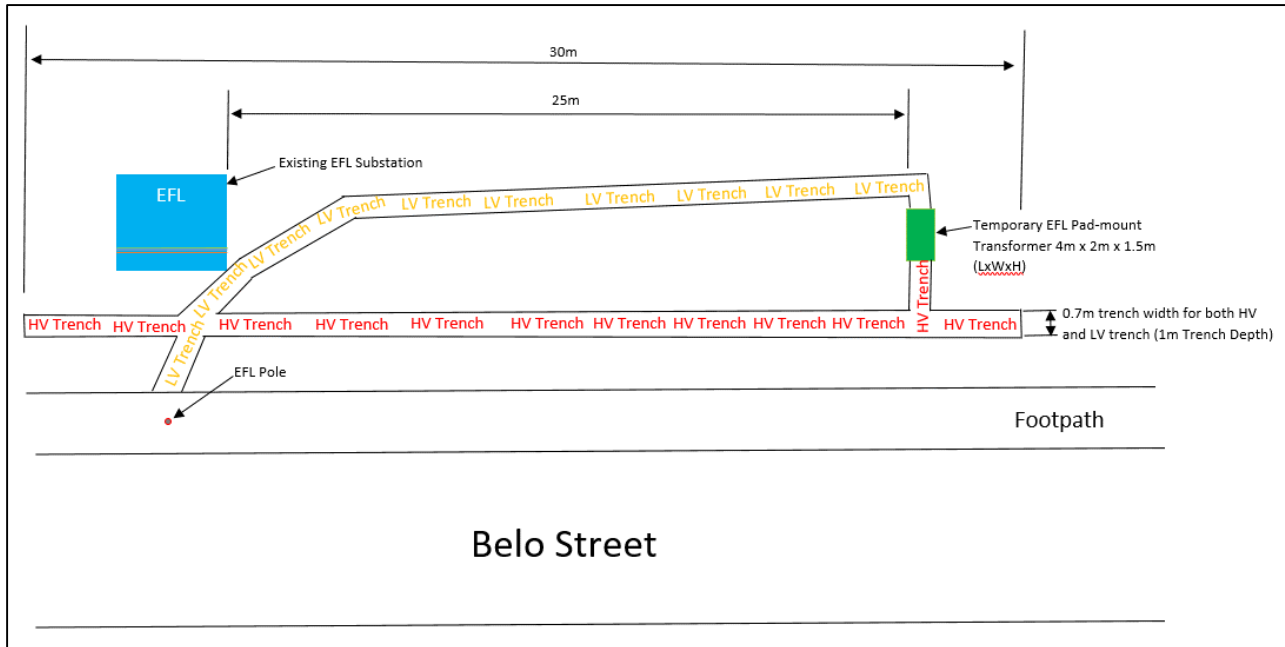 30m
25m
Existing EFL Substation
EFL
LV Trench
LV Trench
LV Trench
LV Trench
LV Trench
LV Trench
LV Trench
LV Trench
LV Trench
LV Trench
Temporary EFL Pad-mount
Transformer 4m x 2m x 1.5m
(LxWxH)
HV Trench
HV Trench
HV Trench
HV Trench
HV Trench
HV Trench
HV Trench
HV Trench
HV Trench
HV Trench
HV Trench
HV Trench
0.7m trench width for both HV
and LV trench (1m Trench Depth)
EFL Pole
Footpath
Belo Street